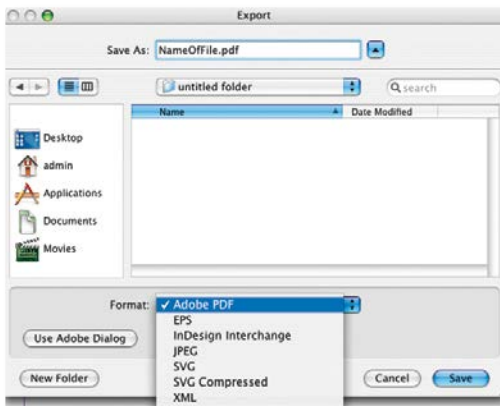 Export
Save As: NameOfFile.pdf
untitled folder
search
Name Date Modified
Desktop
admin
Applications
Documents
Movies
Format: ✓ Adobe PDF
EPS
Use Adobe Dialog
InDesign Interchange
JPEG
SVG
New Folder
SVG Compressed
Cancel
Save
XML